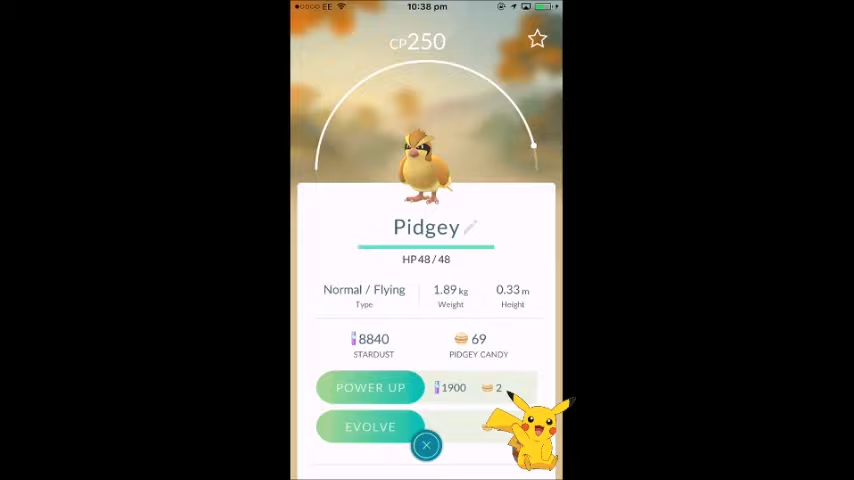 EE 10:38 pm
CP250
Pidgey
HP 48 / 48
Normal / Flying 1.89 kg 0.33 m
Type Weight Height
8840 69
STARDUST PIDGEY CANDY
POWER UP 1900 2
EVOLVE